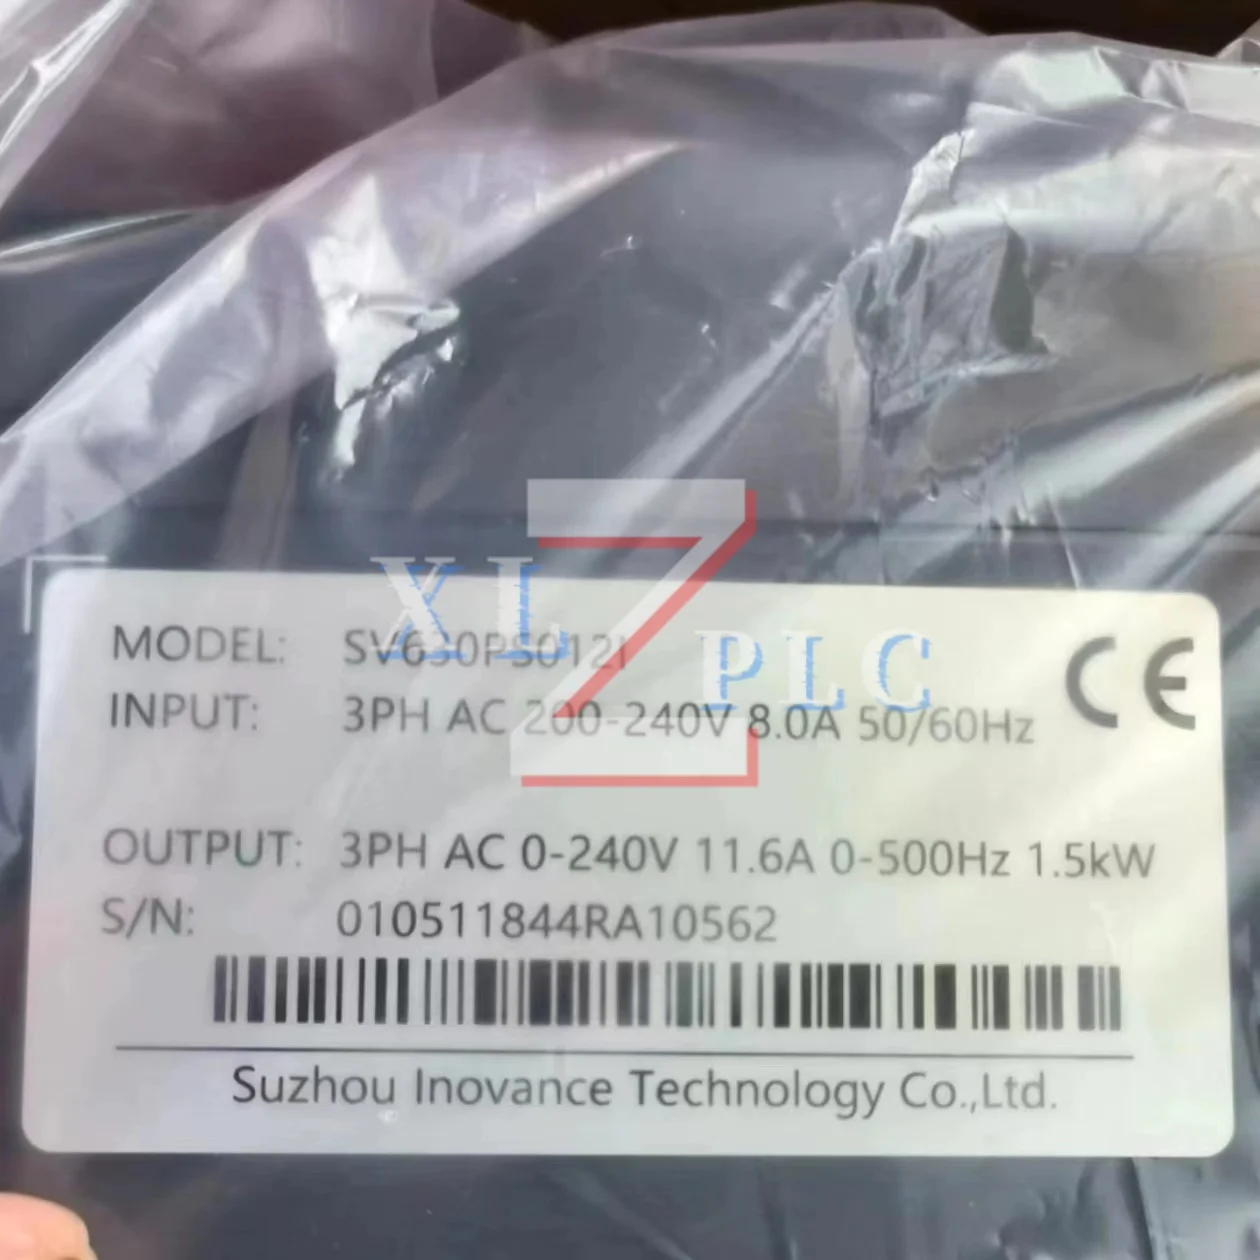 MODEL: SV630PS012I
INPUT: 3PH AC 200-240V 8.0A 50/60Hz
CE
XLZ PLC
OUTPUT: 3PH AC 0-240V 11.6A 0-500Hz 1.5kW
S/N: 010511844RA10562
Suzhou Inovance Technology Co.,Ltd.